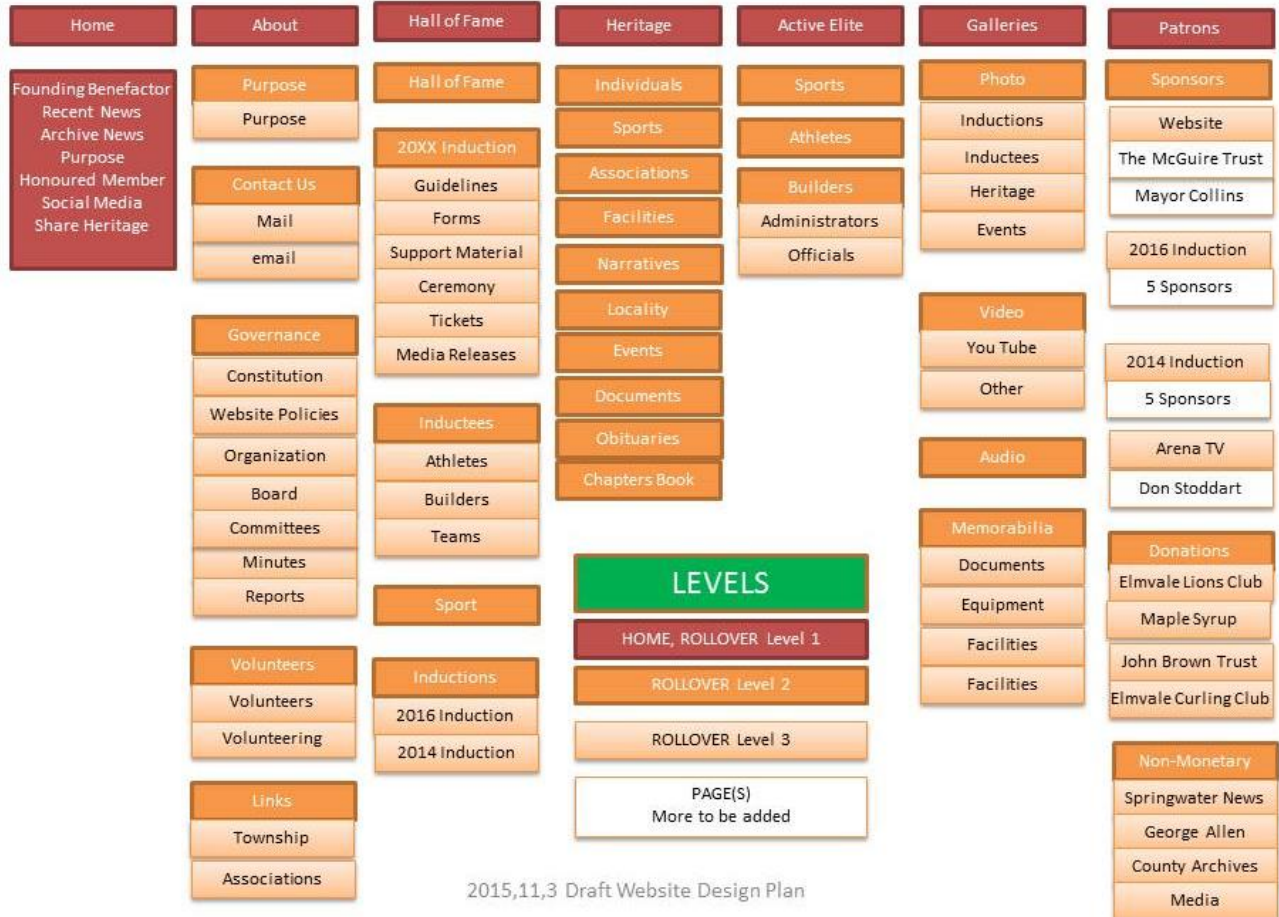 Home
Founding Benefactor
Recent News
Archive News
Purpose
Honoured Member
Social Media
Share Heritage
About
Purpose
Purpose
Contact Us
Mail
email
Governance
Constitution
Website Policies
Organization
Board
Committees
Minutes
Reports
Volunteers
Volunteers
Volunteering
Links
Township
Associations
Hall of Fame
Hall of Fame
20XX Induction
Guidelines
Forms
Support Material
Ceremony
Tickets
Media Releases
Inductees
Athletes
Builders
Teams
Sport
Inductions
2016 Induction
2014 Induction
Heritage
Individuals
Sports
Associations
Facilities
Narratives
Locality
Events
Documents
Obituaries
Chapters Book
Active Elite
Sports
Athletes
Builders
Administrators
Officials
Galleries
Photo
Inductions
Inductees
Heritage
Events
Video
You Tube
Other
Audio
Memorabilia
Documents
Equipment
Facilities
Facilities
Patrons
Sponsors
Website
The McGuire Trust
Mayor Collins
2016 Induction
5 Sponsors
2014 Induction
5 Sponsors
Arena TV
Don Stoddart
Donations
Elmvale Lions Club
Maple Syrup
John Brown Trust
Elmvale Curling Club
Non-Monetary
Springwater News
George Allen
County Archives
Media
LEVELS
HOME, ROLLOVER Level 1
ROLLOVER Level 2
ROLLOVER Level 3
PAGE(S)
More to be added
2015,11,3 Draft Website Design Plan